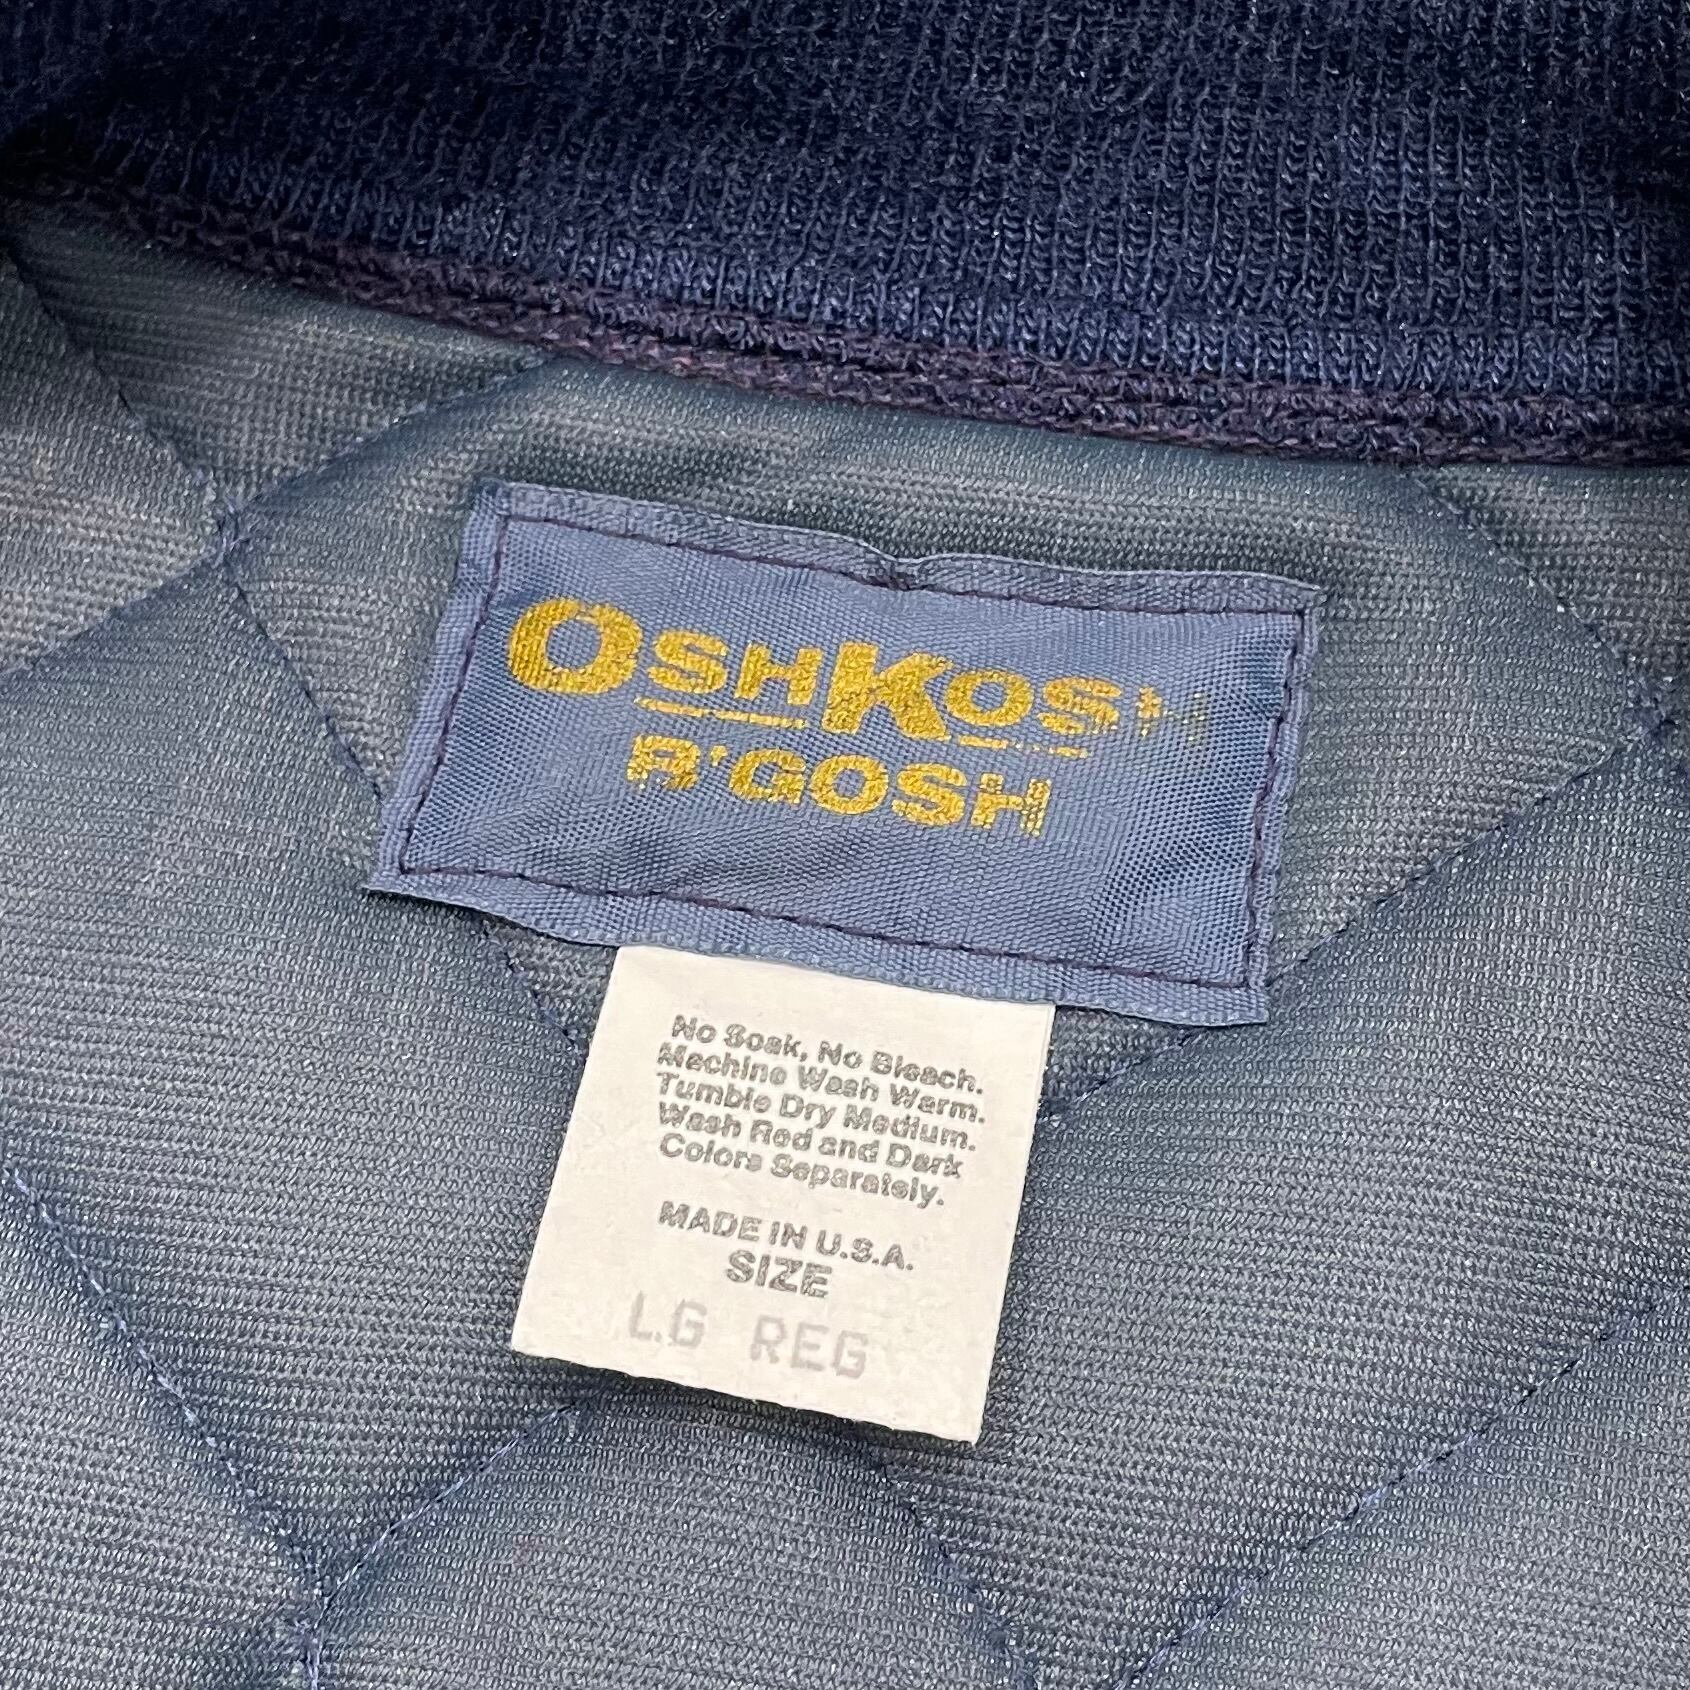 OSHKOSH
B'GOSH
No Soak, No Bleach.
Machine Wash Warm.
Tumble Dry Medium.
Wash Red and Dark
Colors Separately.
MADE IN U.S.A.
SIZE
LG REG